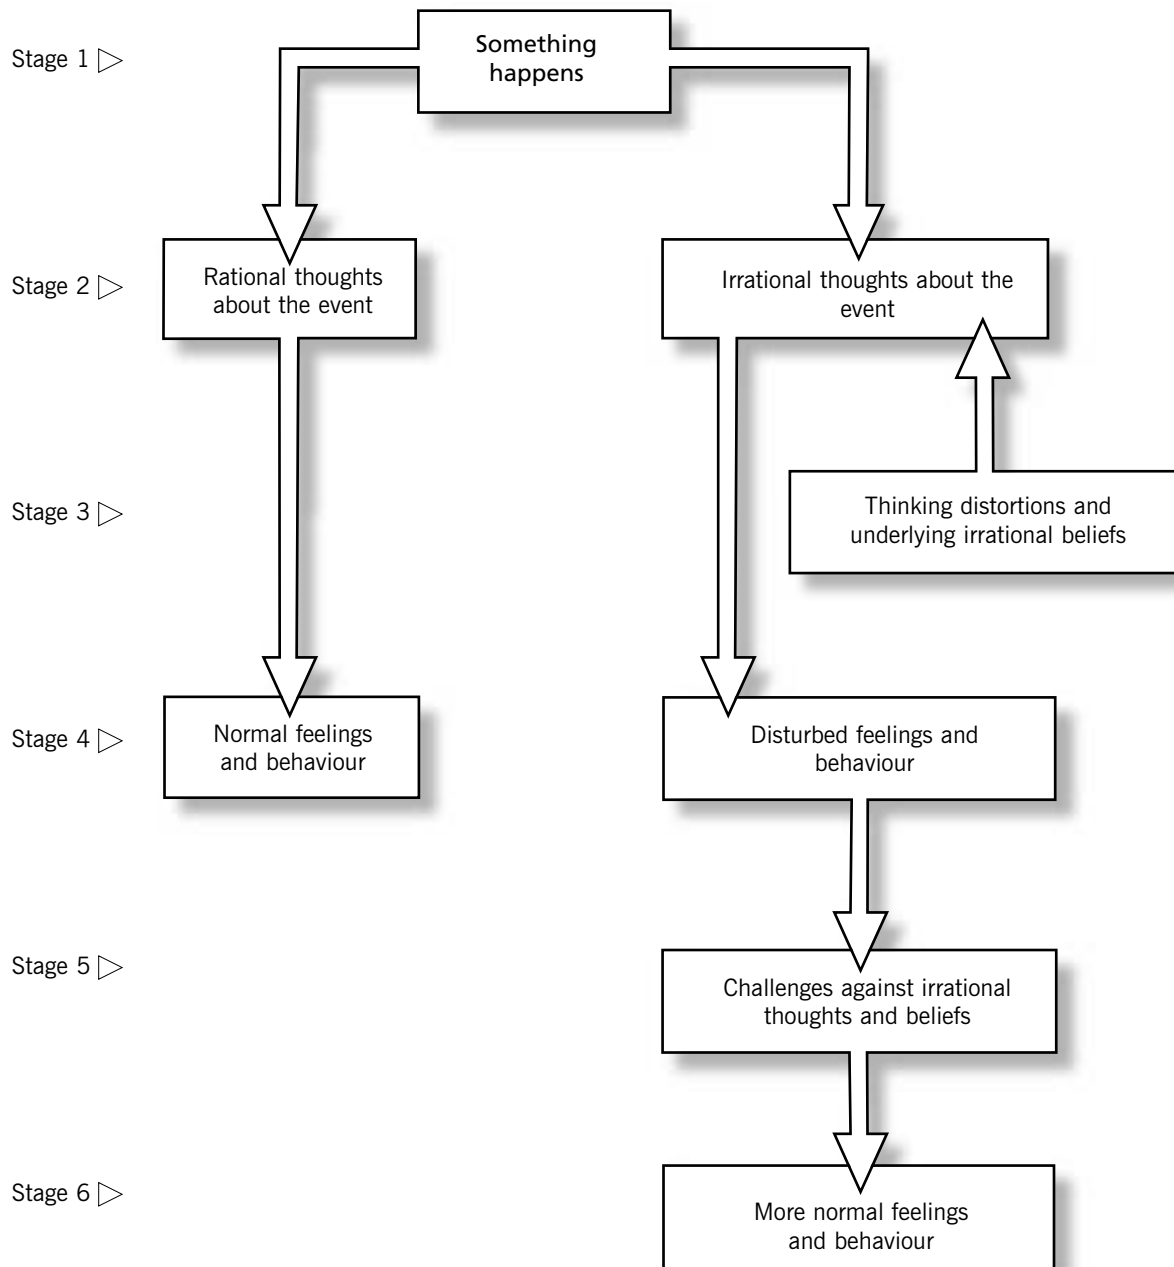 Stage 1 ▷
Something
happens
Stage 2 ▷
Rational thoughts
about the event
Irrational thoughts about the
event
Stage 3 ▷
Thinking distortions and
underlying irrational beliefs
Stage 4 ▷
Normal feelings
and behaviour
Disturbed feelings and
behaviour
Stage 5 ▷
Challenges against irrational
thoughts and beliefs
Stage 6 ▷
More normal feelings
and behaviour